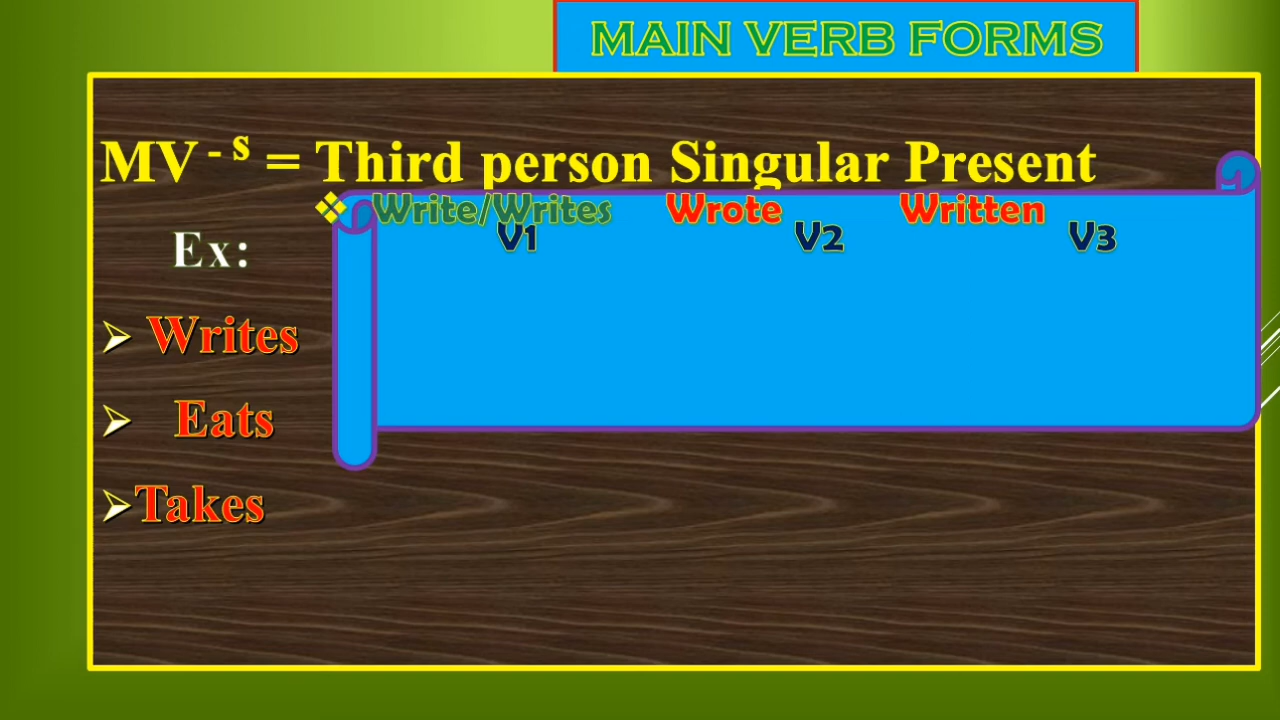 MAIN VERB FORMS
MV - s = Third person Singular Present
Write/Writes Wrote Written
V1 V2 V3
Ex:
Writes
Eats
Takes